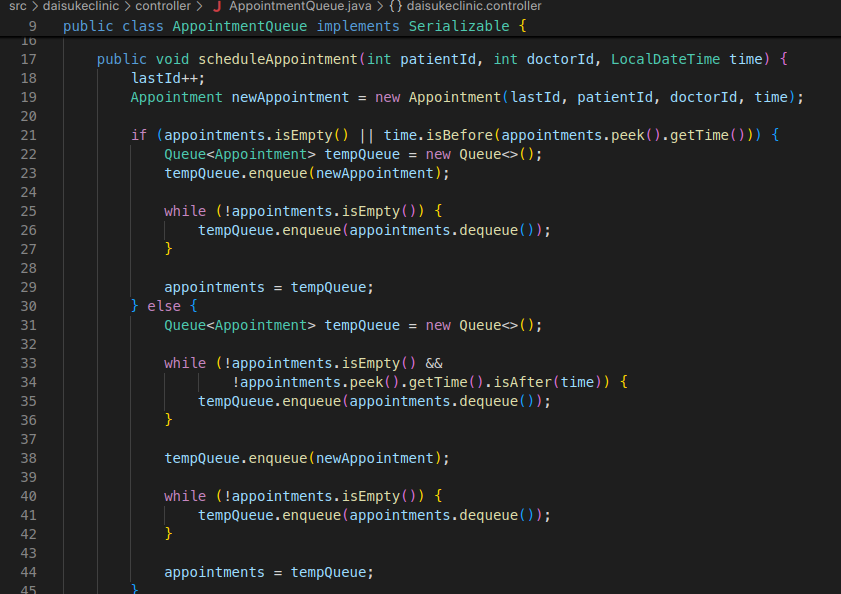 src > daisukeclinic > controller > J AppointmentQueue.java > {} daisukeclinic.controller
9 public class AppointmentQueue implements Serializable {
16
17 public void scheduleAppointment(int patientId, int doctorId, LocalDateTime time) {
18 lastId++;
19 Appointment newAppointment = new Appointment(lastId, patientId, doctorId, time);
20
21 if (appointments.isEmpty() || time.isBefore(appointments.peek().getTime())) {
22 Queue<Appointment> tempQueue = new Queue<>();
23 tempQueue.enqueue(newAppointment);
24
25 while (!appointments.isEmpty()) {
26 tempQueue.enqueue(appointments.dequeue());
27 }
28
29 appointments = tempQueue;
30 } else {
31 Queue<Appointment> tempQueue = new Queue<>();
32
33 while (!appointments.isEmpty() &&
34 !appointments.peek().getTime().isAfter(time)) {
35 tempQueue.enqueue(appointments.dequeue());
36 }
37
38 tempQueue.enqueue(newAppointment);
39
40 while (!appointments.isEmpty()) {
41 tempQueue.enqueue(appointments.dequeue());
42 }
43
44 appointments = tempQueue;
45 }